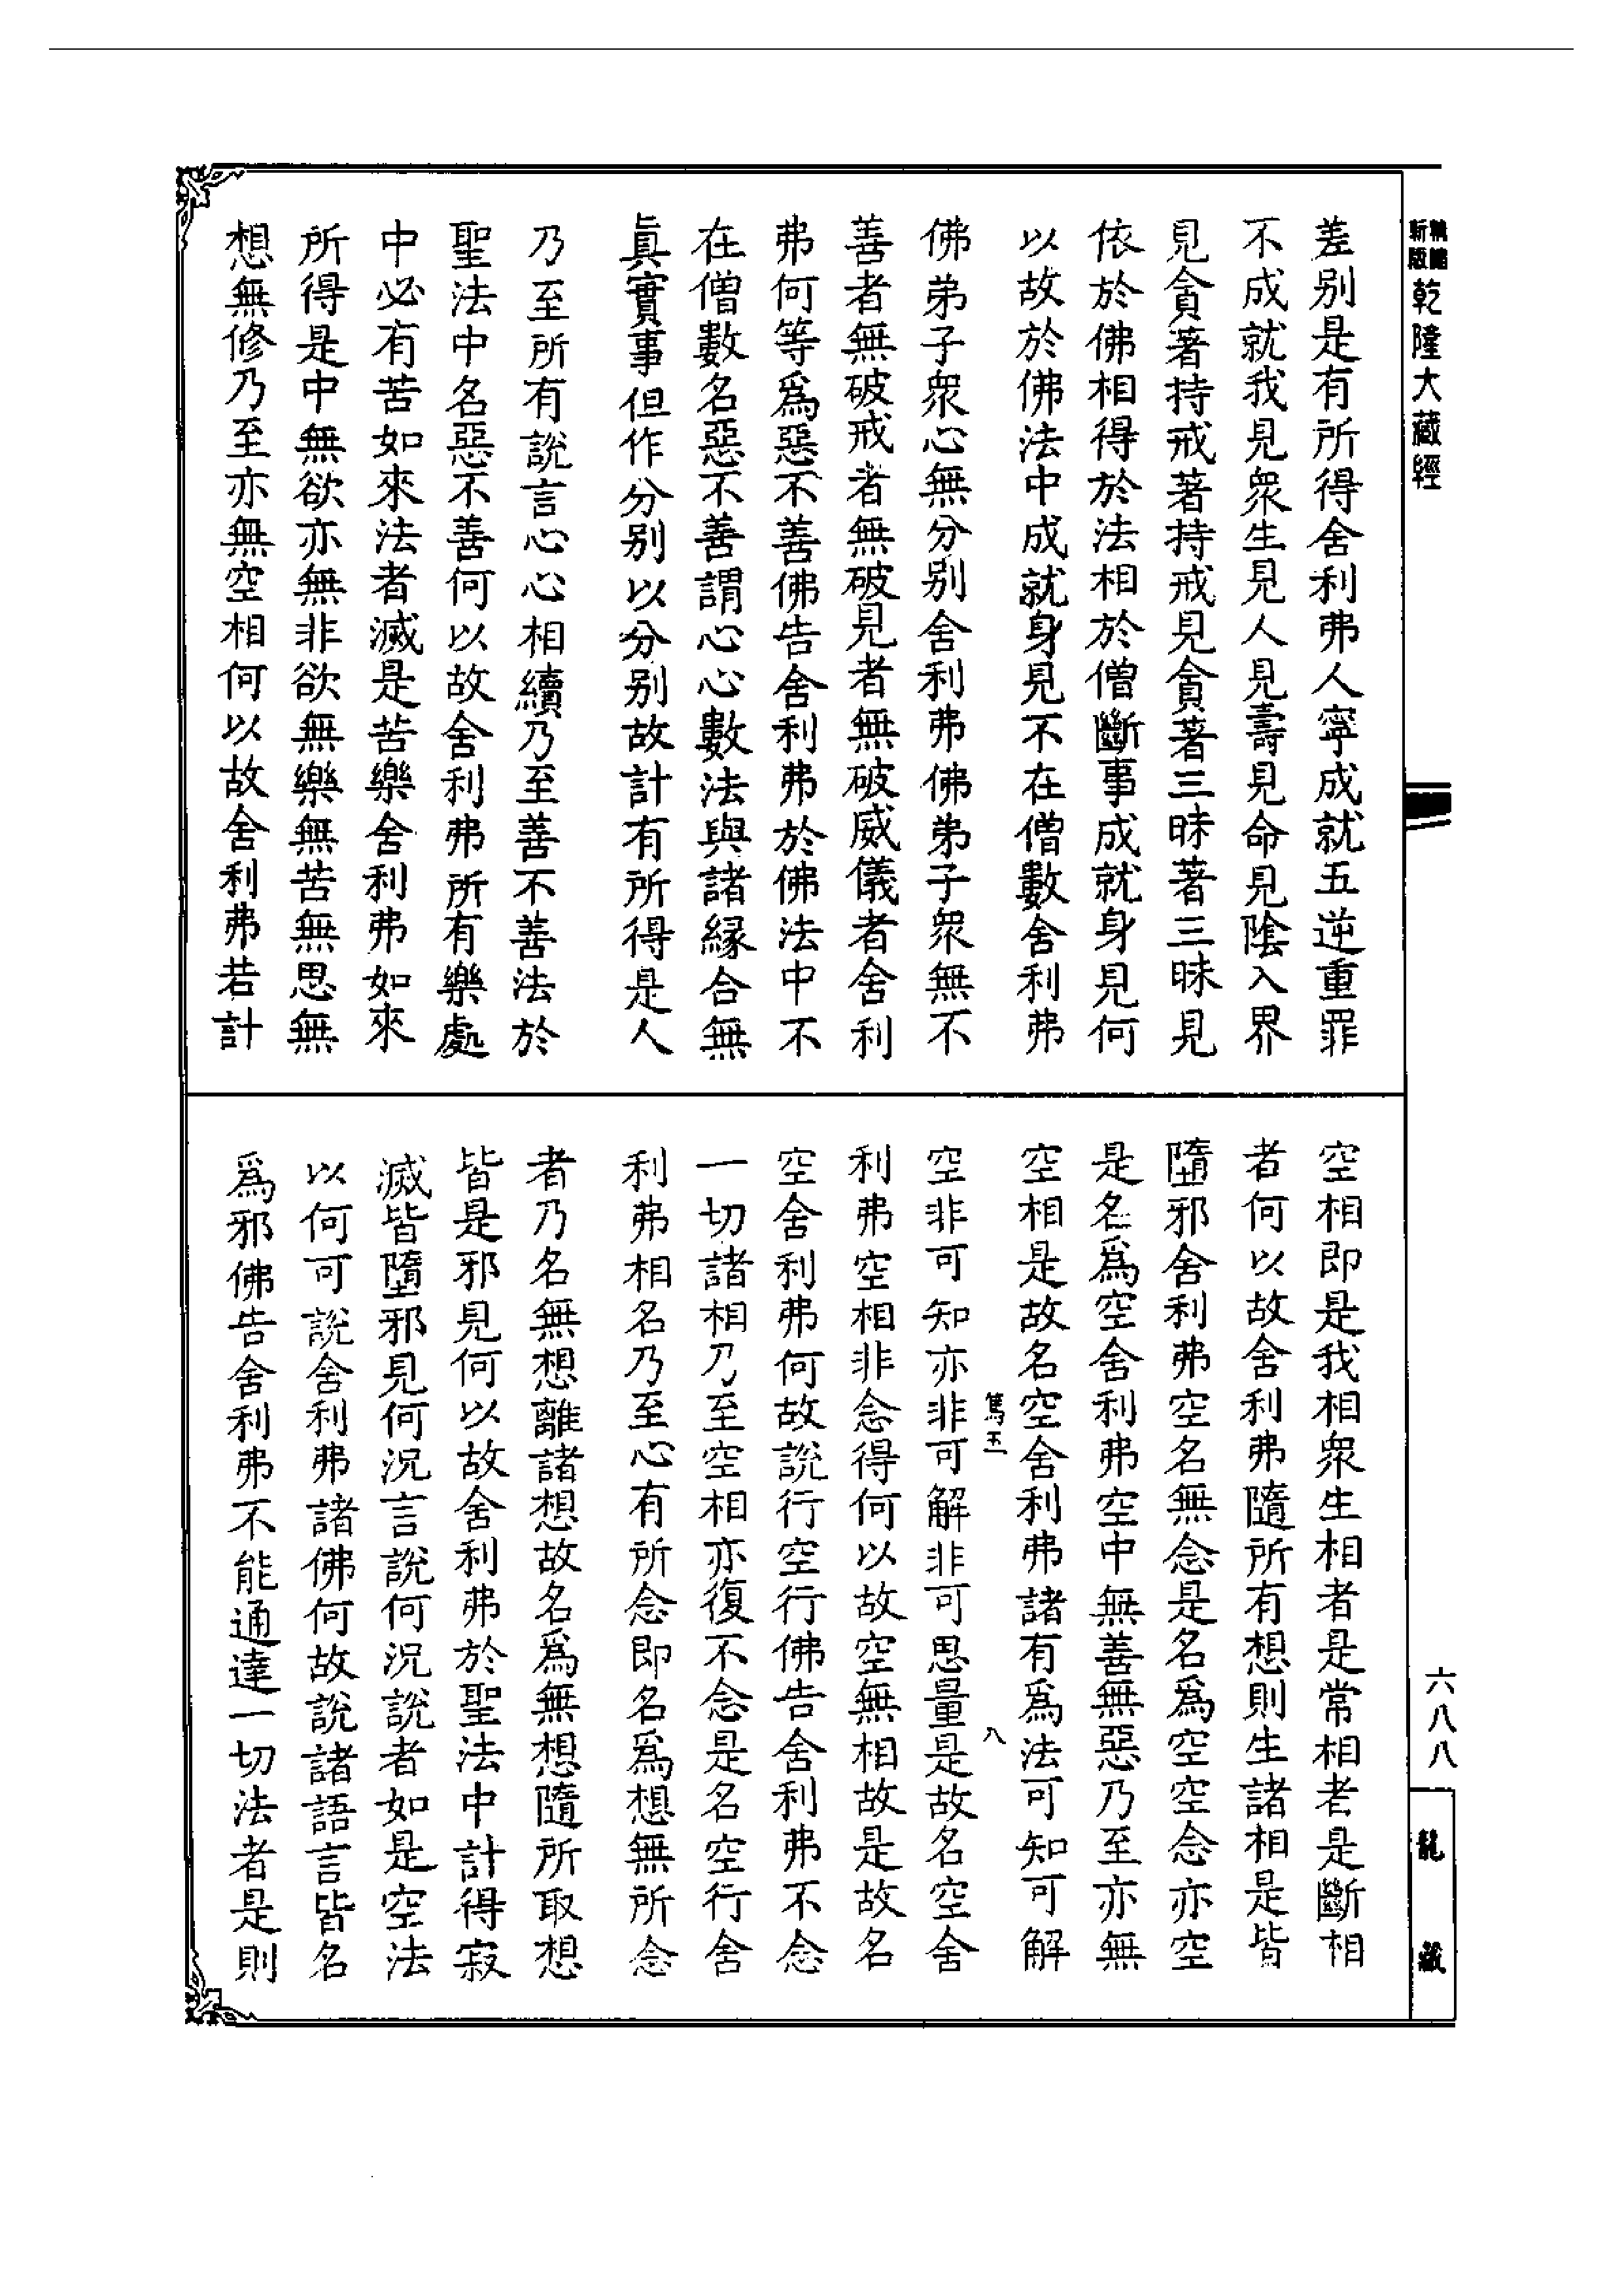 新版
乾隆大藏經
差别是有所得舍利弗人寧成就五逆重罪
不成就我見衆生見人見壽見命見陰入界
見貪著持戒著持戒見貪著三昧著三昧見
依於佛相得於法相於僧斷事成就身見何
以故於佛法中成就身見不在僧數舍利弗
佛弟子衆心無分别舍利弗佛弟子衆無不
善者無破戒者無破見者無破威儀者舍利
弗何等爲惡不善佛告舍利弗於佛法中不
在僧數名惡不善謂心心數法與諸緣合無
真實事但作分别以分别故計有所得是人
乃至所有說言心心相續乃至善不善法於
聖法中名惡不善何以故舍利弗所有樂處
中必有苦如來法者滅是苦樂舍利弗如來
所得是中無欲亦無非欲無樂無苦無思無
想無修乃至亦無空相何以故舍利弗若計
空相即是我相衆生相者是常相者是斷相
者何以故舍利弗隨所有想則生諸相是皆
墮邪舍利弗空名無念是名爲空空念亦空
是名爲空舍利弗空中無善無惡乃至亦無
空相是故名空舍利弗諸有爲法可知可解
空非可知亦非可解非可思量是故名空舍
利弗空相非念得何以故空無相故是故名
空舍利弗何故說行空行佛告舍利弗不念
一切諸相乃至空相亦復不念是名空行舍
利弗相名乃至心有所念即名爲想無所念
者乃名無想離諸想故名爲無想隨所取想
皆是邪見何以故舍利弗於聖法中計得寂
滅皆墮邪見何況言說何況說者如是空法
以何可說舍利弗諸佛何故說諸語言皆名
爲邪佛告舍利弗不能通達一切法者是則
八
六八八
龍藏